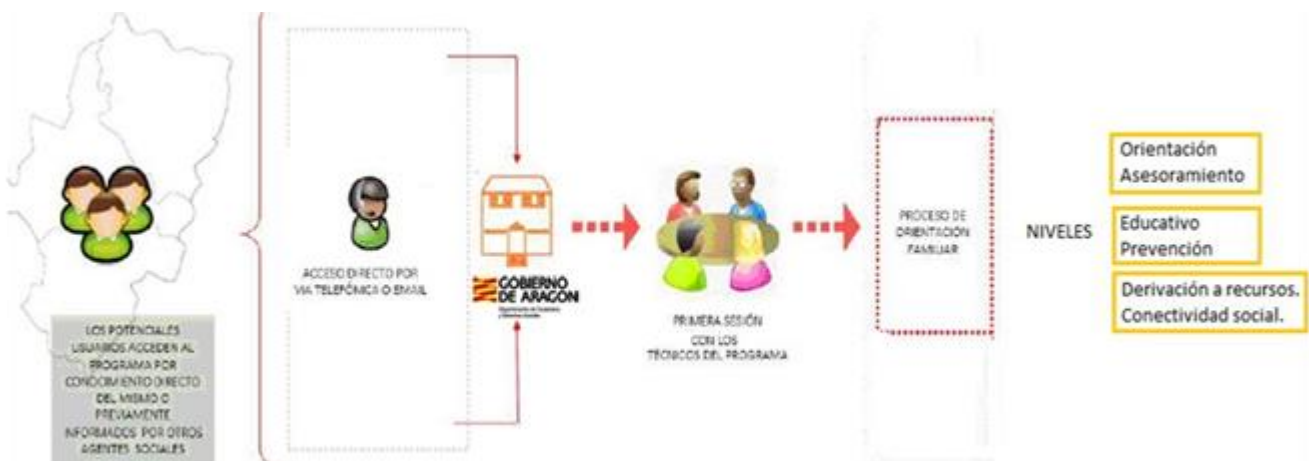 LOS POTENCIALES
USUARIOS ACCEDEN AL
PROGRAMA POR
CONOCIMIENTO DIRECTO
DEL MISMO O
PREVIAMENTE
INFORMADOS POR OTROS
AGENTES SOCIALES
ACCESO DIRECTO POR
VIA TELEFÓNICA O EMAIL
GOBIERNO
DE ARAGON
PRIMERA SESIÓN
CON LOS
TÉCNICOS DEL PROGRAMA
PROCESO DE
ORIENTACIÓN
FAMILIAR
NIVELES
Orientación
Asesoramiento
Educativo
Prevención
Derivación a recursos.
Conectividad social.